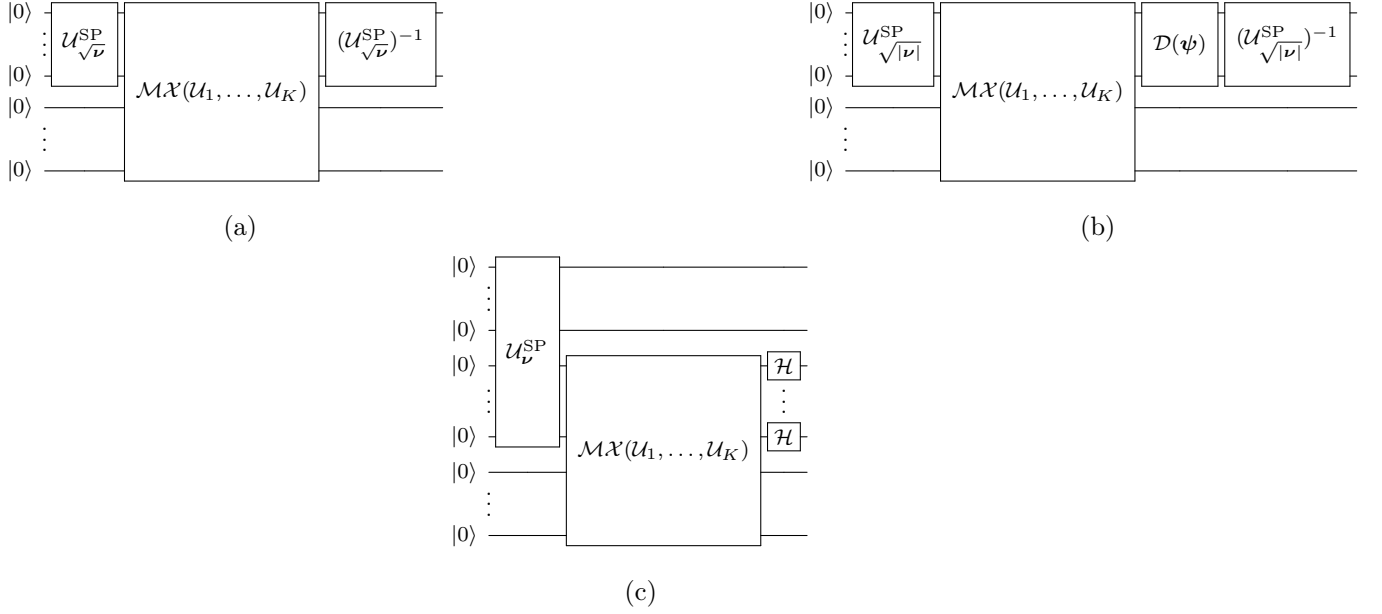 |0⟩ |0⟩
⋮ 𝒰^SP_√𝝂 (𝒰^SP_√𝝂)^−1 ⋮ 𝒰^SP_√|𝝂| 𝒟(𝝍) (𝒰^SP_√|𝝂|)^−1
|0⟩ |0⟩
ℳ𝒳(𝒰_1, …, 𝒰_K) ℳ𝒳(𝒰_1, …, 𝒰_K)
|0⟩ |0⟩
⋮ ⋮
|0⟩ |0⟩
(a) (b)
|0⟩
⋮
|0⟩
𝒰^SP_𝝂
|0⟩ ℋ
⋮ ⋮
|0⟩ ℋ
ℳ𝒳(𝒰_1, …, 𝒰_K)
|0⟩
⋮
|0⟩
(c)